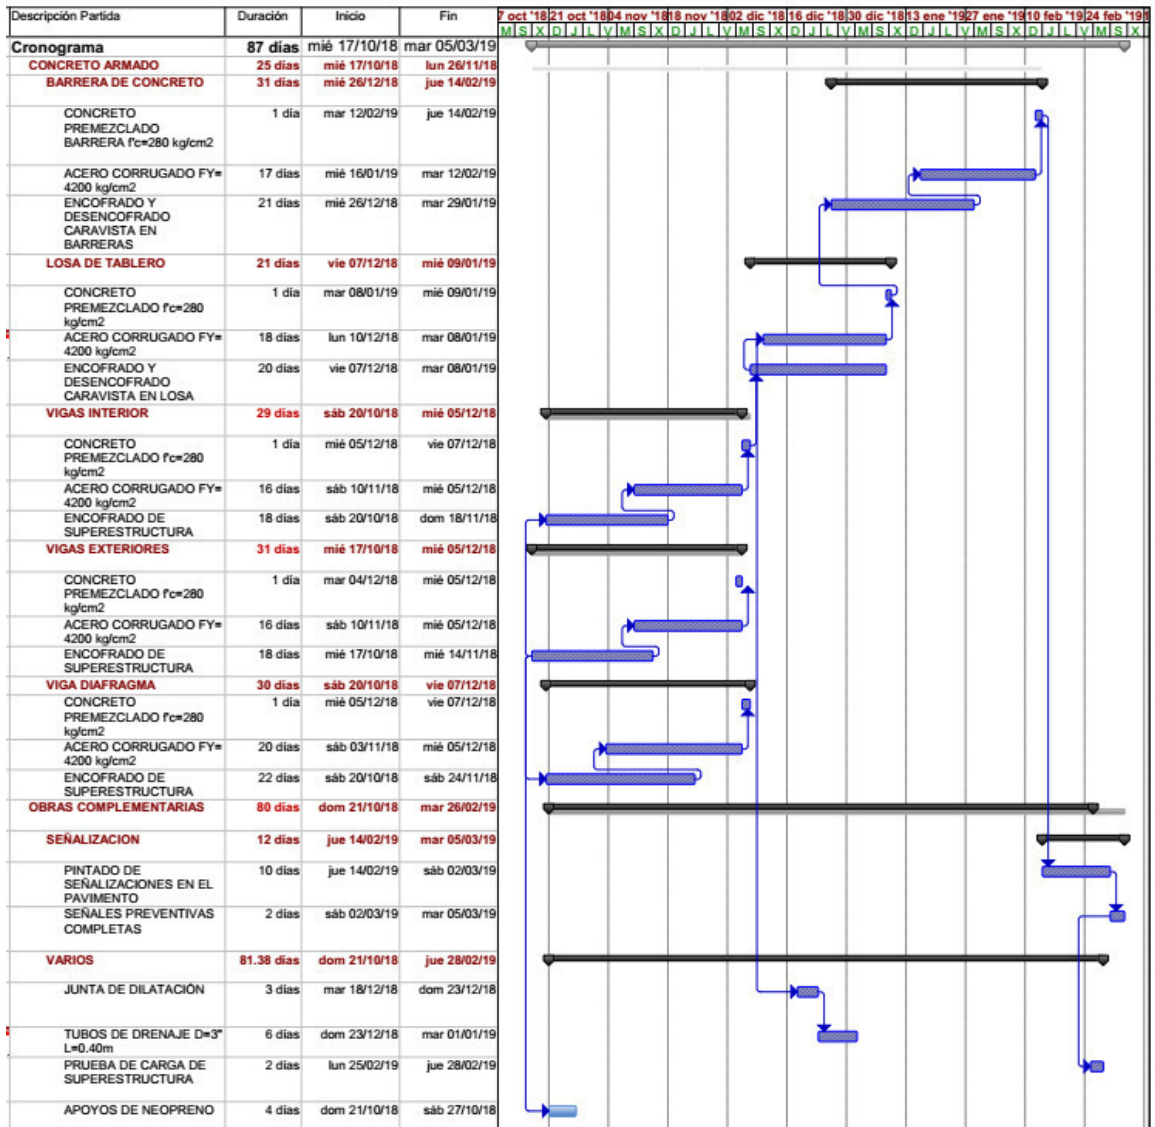 Descripción Partida Duración Inicio Fin 7 oct '18 21 oct '18 04 nov '18 18 nov '18 02 dic '18 16 dic '18 30 dic '18 13 ene '19 27 ene '19 10 feb '19 24 feb '19
M S X D J L V M S X D J L V M S X D J L V M S X D J L V M S X
Cronograma 87 días mié 17/10/18 mar 05/03/19
CONCRETO ARMADO 25 días mié 17/10/18 lun 26/11/18
BARRERA DE CONCRETO 31 días mié 26/12/18 jue 14/02/19
CONCRETO 1 día mar 12/02/19 jue 14/02/19
PREMEZCLADO
BARRERA f'c=280 kg/cm2
ACERO CORRUGADO FY= 17 días mié 16/01/19 mar 12/02/19
4200 kg/cm2
ENCOFRADO Y 21 días mié 26/12/18 mar 29/01/19
DESENCOFRADO
CARAVISTA EN
BARRERAS
LOSA DE TABLERO 21 días vie 07/12/18 mié 09/01/19
CONCRETO 1 día mar 08/01/19 mié 09/01/19
PREMEZCLADO f'c=280
kg/cm2
ACERO CORRUGADO FY= 18 días lun 10/12/18 mar 08/01/19
4200 kg/cm2
ENCOFRADO Y 20 días vie 07/12/18 mar 08/01/19
DESENCOFRADO
CARAVISTA EN LOSA
VIGAS INTERIOR 29 días sáb 20/10/18 mié 05/12/18
CONCRETO 1 día mié 05/12/18 vie 07/12/18
PREMEZCLADO f'c=280
kg/cm2
ACERO CORRUGADO FY= 16 días sáb 10/11/18 mié 05/12/18
4200 kg/cm2
ENCOFRADO DE 18 días sáb 20/10/18 dom 18/11/18
SUPERESTRUCTURA
VIGAS EXTERIORES 31 días mié 17/10/18 mié 05/12/18
CONCRETO 1 día mar 04/12/18 mié 05/12/18
PREMEZCLADO f'c=280
kg/cm2
ACERO CORRUGADO FY= 16 días sáb 10/11/18 mié 05/12/18
4200 kg/cm2
ENCOFRADO DE 18 días mié 17/10/18 mié 14/11/18
SUPERESTRUCTURA
VIGA DIAFRAGMA 30 días sáb 20/10/18 vie 07/12/18
CONCRETO 1 día mié 05/12/18 vie 07/12/18
PREMEZCLADO f'c=280
kg/cm2
ACERO CORRUGADO FY= 20 días sáb 03/11/18 mié 05/12/18
4200 kg/cm2
ENCOFRADO DE 22 días sáb 20/10/18 sáb 24/11/18
SUPERESTRUCTURA
OBRAS COMPLEMENTARIAS 80 días dom 21/10/18 mar 26/02/19
SEÑALIZACION 12 días jue 14/02/19 mar 05/03/19
PINTADO DE 10 días jue 14/02/19 sáb 02/03/19
SEÑALIZACIONES EN EL
PAVIMENTO
SEÑALES PREVENTIVAS 2 días sáb 02/03/19 mar 05/03/19
COMPLETAS
VARIOS 81.38 días dom 21/10/18 jue 28/02/19
JUNTA DE DILATACIÓN 3 días mar 18/12/18 dom 23/12/18
TUBOS DE DRENAJE D=3" 6 días dom 23/12/18 mar 01/01/19
L=0.40m
PRUEBA DE CARGA DE 2 días lun 25/02/19 jue 28/02/19
SUPERESTRUCTURA
APOYOS DE NEOPRENO 4 días dom 21/10/18 sáb 27/10/18